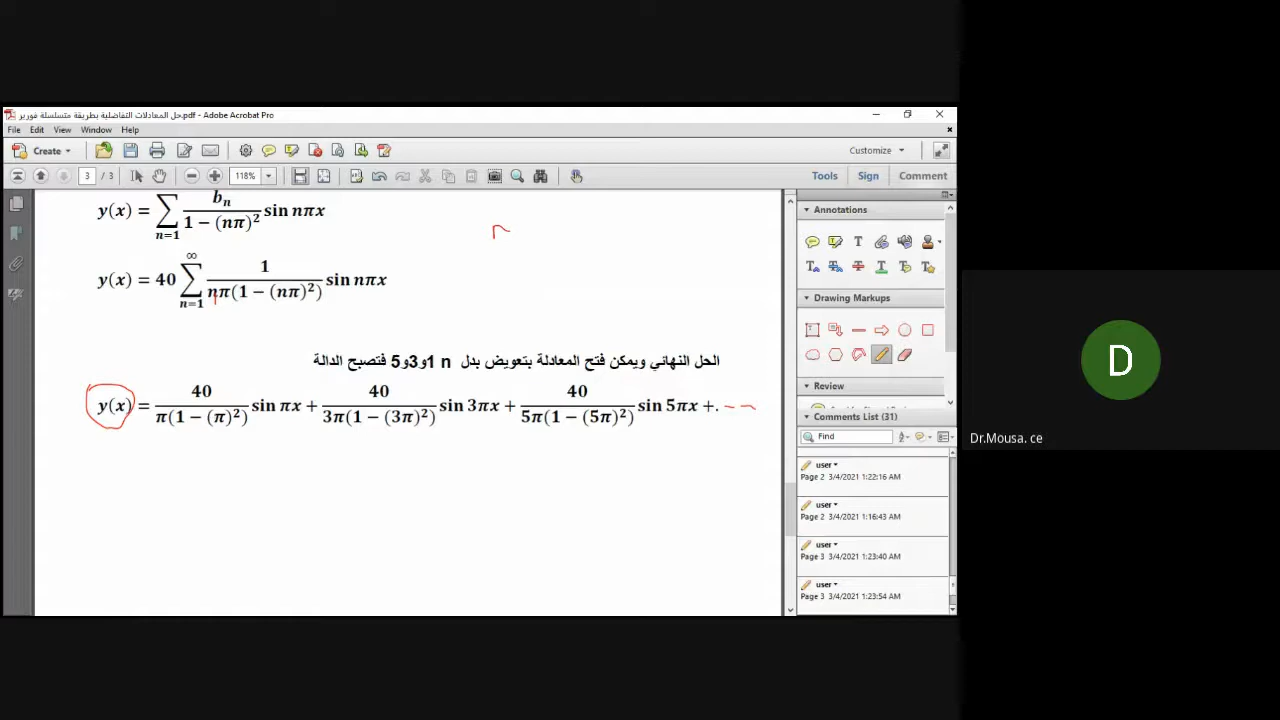 حل المعادلات التفاضلية بطريقة متسلسلة فورير.pdf - Adobe Acrobat Pro
File Edit View Window Help
Create Customize
3 / 3 118% Tools Sign Comment
y(x) = ∑ n=1 bₙ / (1 − (nπ)²) sin nπx
y(x) = 40 ∑ n=1 ∞ 1 / (nπ(1 − (nπ)²)) sin nπx
الحل النهائي ويمكن فتح المعادلة بتعويض بدل n 1و3و5 فتصبح الدالة
y(x) = 40 / (π(1 − (π)²)) sin πx + 40 / (3π(1 − (3π)²)) sin 3πx + 40 / (5π(1 − (5π)²)) sin 5πx +. – –
Annotations
Drawing Markups
Review
Comments List (31)
Find
user
Page 2 3/4/2021 1:22:16 AM
user
Page 2 3/4/2021 1:16:43 AM
user
Page 3 3/4/2021 1:23:40 AM
user
Page 3 3/4/2021 1:23:54 AM
D
Dr.Mousa. ce